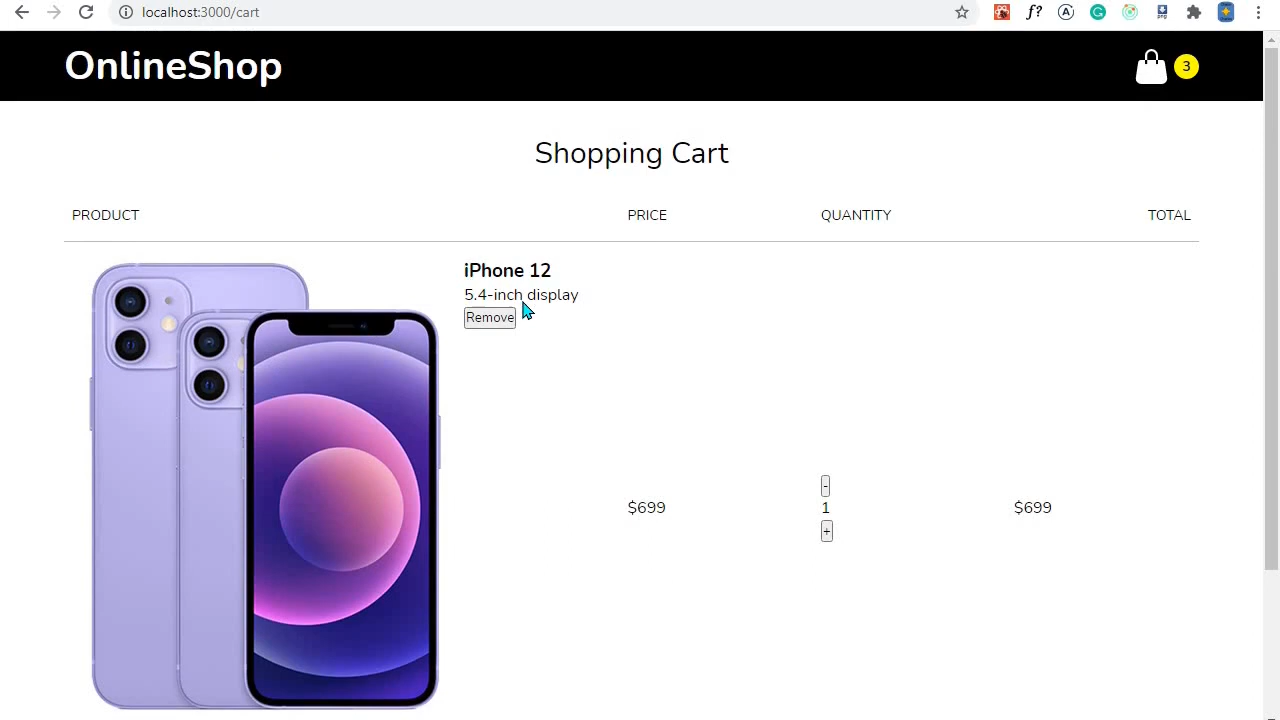 localhost:3000/cart
f?
OnlineShop
3
Shopping Cart
PRODUCT PRICE QUANTITY TOTAL
iPhone 12
5.4-inch display
Remove
-
$699 1 $699
+